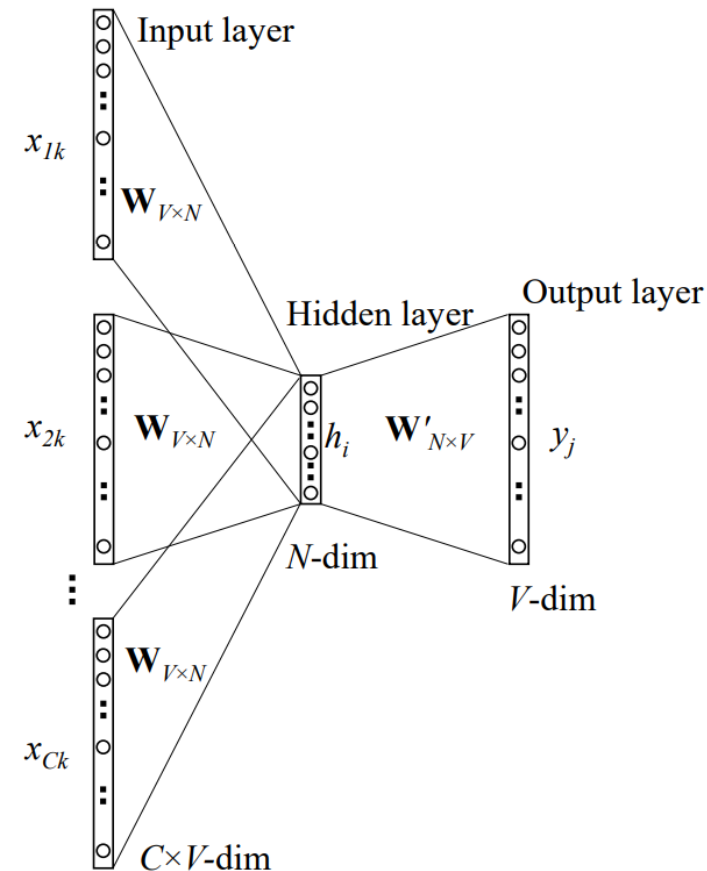 Input layer
x1k
WV×N
Output layer
Hidden layer
x2k
WV×N
hi
W′N×V
yj
N-dim
V-dim
WV×N
xCk
C×V-dim